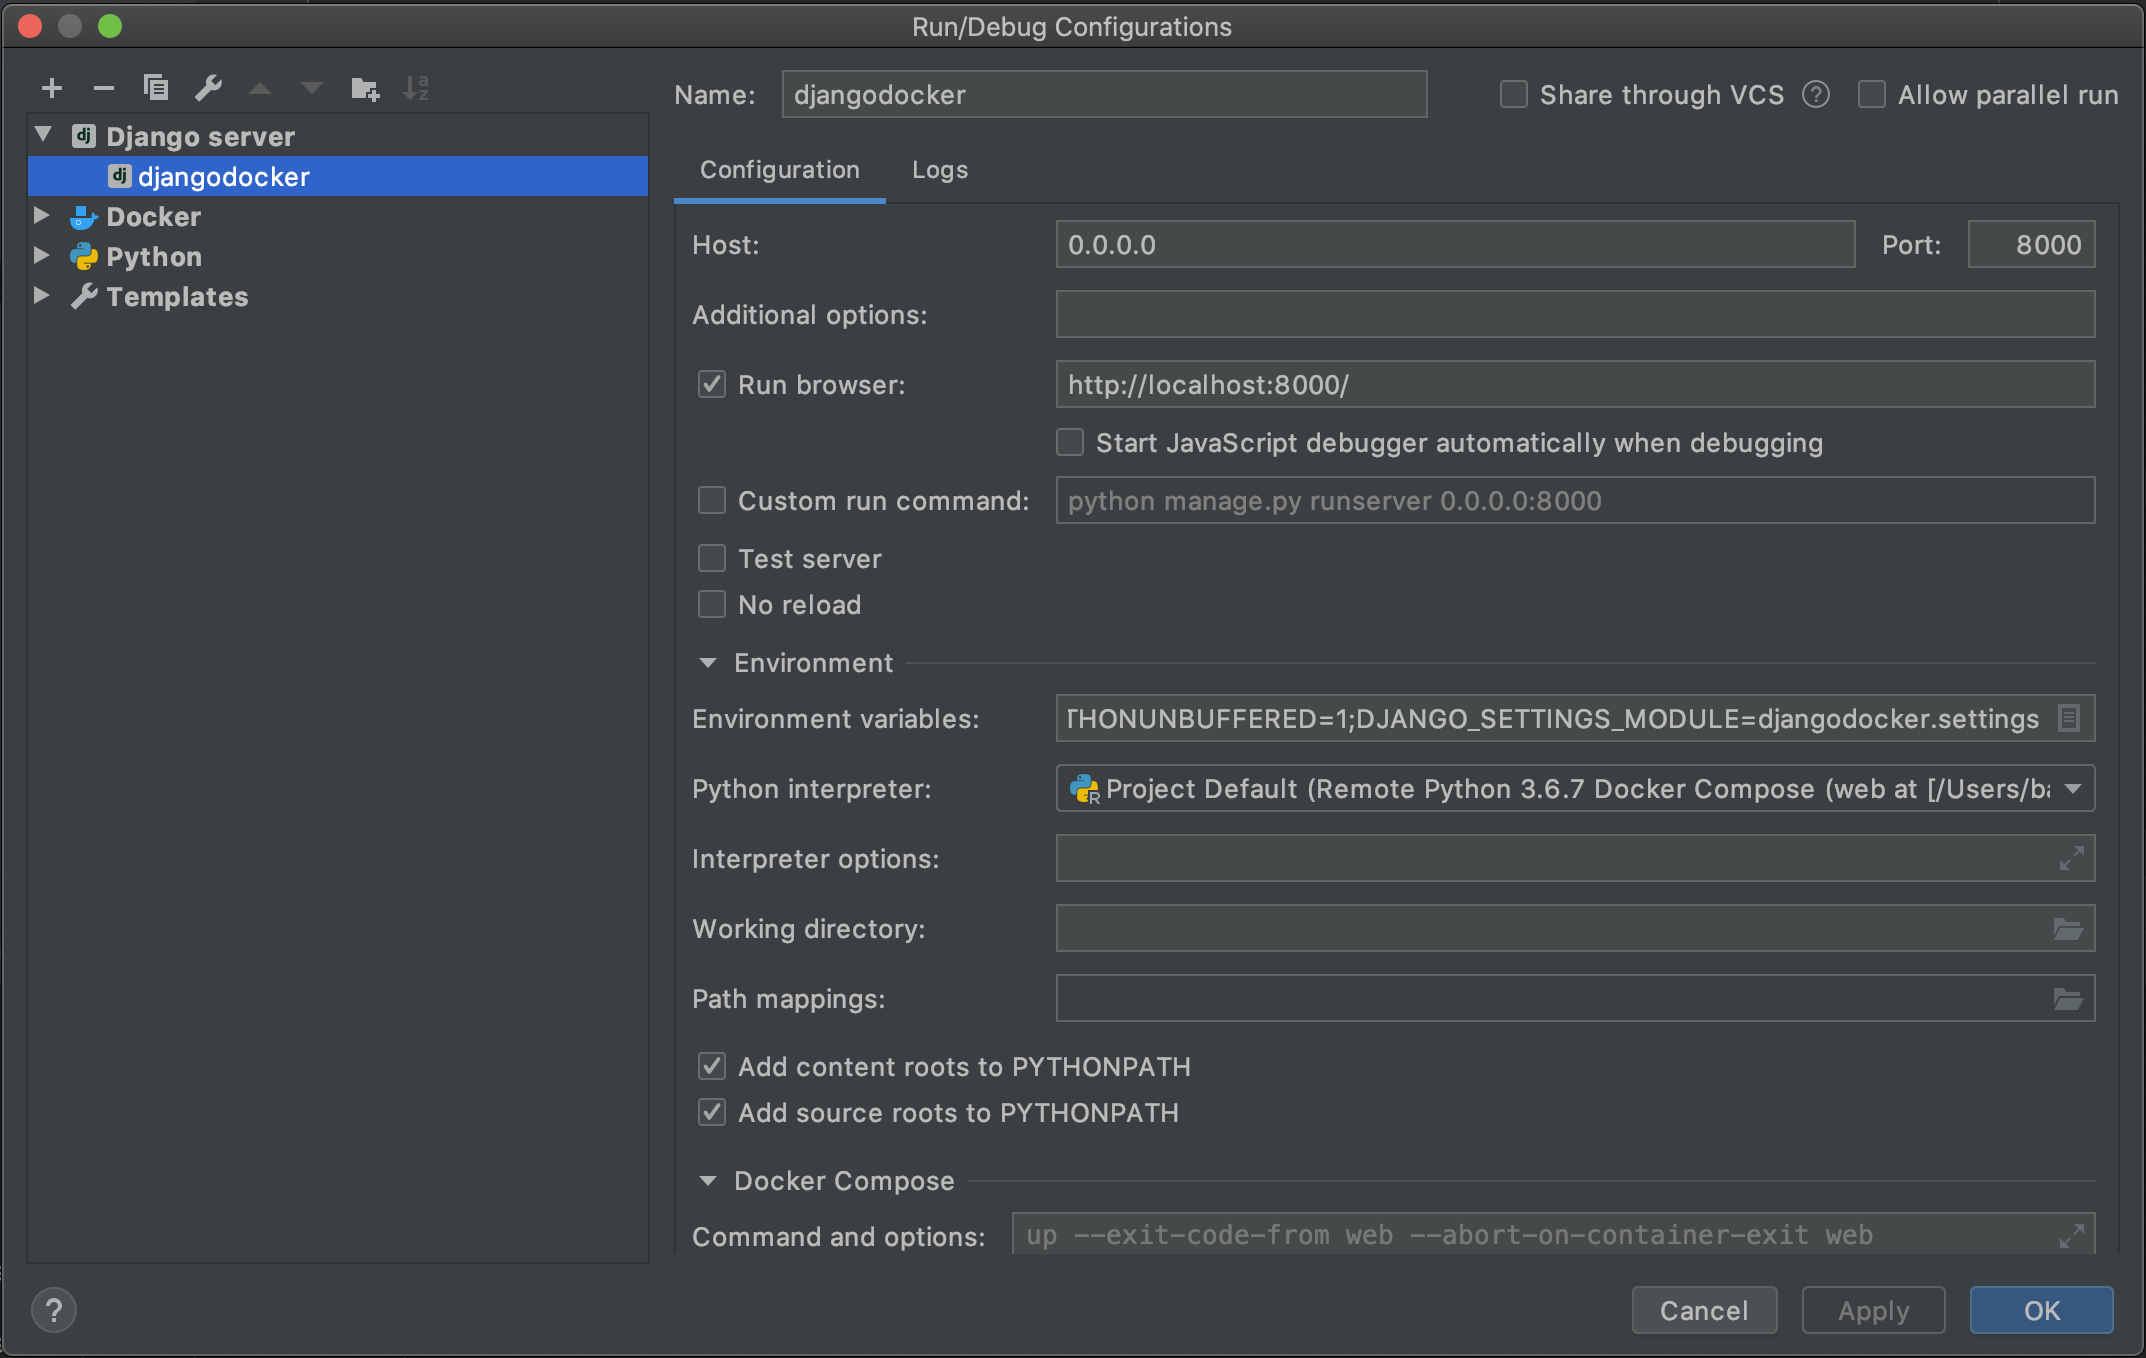 Run/Debug Configurations
Name: djangodocker Share through VCS ? Allow parallel run
Django server
djangodocker
Docker
Python
Templates
Configuration Logs
Host: 0.0.0.0 Port: 8000
Additional options:
Run browser: http://localhost:8000/
Start JavaScript debugger automatically when debugging
Custom run command: python manage.py runserver 0.0.0.0:8000
Test server
No reload
Environment
Environment variables: THONUNBUFFERED=1;DJANGO_SETTINGS_MODULE=djangodocker.settings
Python interpreter: Project Default (Remote Python 3.6.7 Docker Compose (web at [/Users/ba
Interpreter options:
Working directory:
Path mappings:
Add content roots to PYTHONPATH
Add source roots to PYTHONPATH
Docker Compose
Command and options: up --exit-code-from web --abort-on-container-exit web
? Cancel Apply OK